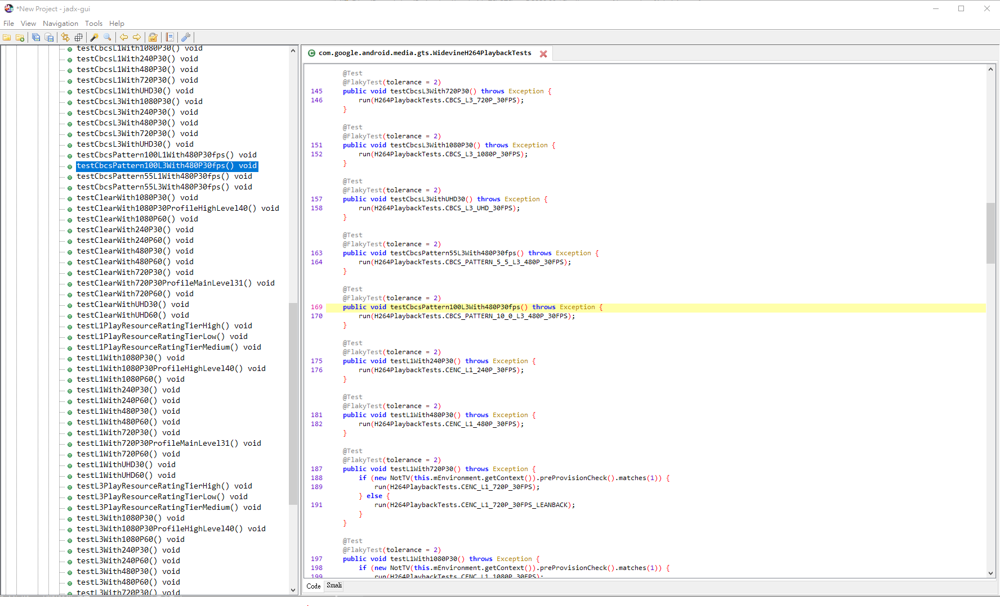 *New Project - jadx-gui
File View Navigation Tools Help
testCbcsL1With1080P30() void
testCbcsL1With240P30() void
testCbcsL1With480P30() void
testCbcsL1With720P30() void
testCbcsL1WithUHD30() void
testCbcsL3With1080P30() void
testCbcsL3With240P30() void
testCbcsL3With480P30() void
testCbcsL3With720P30() void
testCbcsL3WithUHD30() void
testCbcsPattern100L1With480P30fps() void
testCbcsPattern100L3With480P30fps() void
testCbcsPattern55L1With480P30fps() void
testCbcsPattern55L3With480P30fps() void
testClearWith1080P30() void
testClearWith1080P30ProfileHighLevel40() void
testClearWith1080P60() void
testClearWith240P30() void
testClearWith240P60() void
testClearWith480P30() void
testClearWith480P60() void
testClearWith720P30() void
testClearWith720P30ProfileMainLevel31() void
testClearWith720P60() void
testClearWithUHD30() void
testClearWithUHD60() void
testL1PlayResourceRatingTierHigh() void
testL1PlayResourceRatingTierLow() void
testL1PlayResourceRatingTierMedium() void
testL1With1080P30() void
testL1With1080P30ProfileHighLevel40() void
testL1With1080P60() void
testL1With240P30() void
testL1With240P60() void
testL1With480P30() void
testL1With480P60() void
testL1With720P30() void
testL1With720P30ProfileMainLevel31() void
testL1With720P60() void
testL1WithUHD30() void
testL1WithUHD60() void
testL3PlayResourceRatingTierHigh() void
testL3PlayResourceRatingTierLow() void
testL3PlayResourceRatingTierMedium() void
testL3With1080P30() void
testL3With1080P30ProfileHighLevel40() void
testL3With1080P60() void
testL3With240P30() void
testL3With240P60() void
testL3With480P30() void
testL3With480P60() void
testL3With720P30() void
com.google.android.media.gts.WidevineH264PlaybackTests
@Test
@FlakyTest(tolerance = 2)
145 public void testCbcsL3With720P30() throws Exception {
146 run(H264PlaybackTests.CBCS_L3_720P_30FPS);
}
@Test
@FlakyTest(tolerance = 2)
151 public void testCbcsL3With1080P30() throws Exception {
152 run(H264PlaybackTests.CBCS_L3_1080P_30FPS);
}
@Test
@FlakyTest(tolerance = 2)
157 public void testCbcsL3WithUHD30() throws Exception {
158 run(H264PlaybackTests.CBCS_L3_UHD_30FPS);
}
@Test
@FlakyTest(tolerance = 2)
163 public void testCbcsPattern55L3With480P30fps() throws Exception {
164 run(H264PlaybackTests.CBCS_PATTERN_5_5_L3_480P_30FPS);
}
@Test
@FlakyTest(tolerance = 2)
169 public void testCbcsPattern100L3With480P30fps() throws Exception {
170 run(H264PlaybackTests.CBCS_PATTERN_10_0_L3_480P_30FPS);
}
@Test
@FlakyTest(tolerance = 2)
175 public void testL1With240P30() throws Exception {
176 run(H264PlaybackTests.CENC_L1_240P_30FPS);
}
@Test
@FlakyTest(tolerance = 2)
181 public void testL1With480P30() throws Exception {
182 run(H264PlaybackTests.CENC_L1_480P_30FPS);
}
@Test
@FlakyTest(tolerance = 2)
187 public void testL1With720P30() throws Exception {
188 if (new NotTV(this.mEnvironment.getContext()).preProvisionCheck().matches(1)) {
189 run(H264PlaybackTests.CENC_L1_720P_30FPS);
} else {
191 run(H264PlaybackTests.CENC_L1_720P_30FPS_LEANBACK);
}
}
@Test
@FlakyTest(tolerance = 2)
197 public void testL1With1080P30() throws Exception {
198 if (new NotTV(this.mEnvironment.getContext()).preProvisionCheck().matches(1)) {
199 run(H264PlaybackTests.CENC_L1_1080P_30FPS);
Code Smali